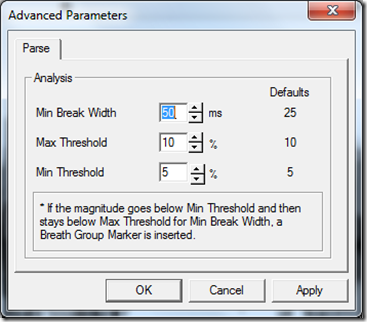 Advanced Parameters
Parse
Analysis
Defaults
Min Break Width 50 ms 25
Max Threshold 10 % 10
Min Threshold 5 % 5
* If the magnitude goes below Min Threshold and then
stays below Max Threshold for Min Break Width, a
Breath Group Marker is inserted.
OK Cancel Apply